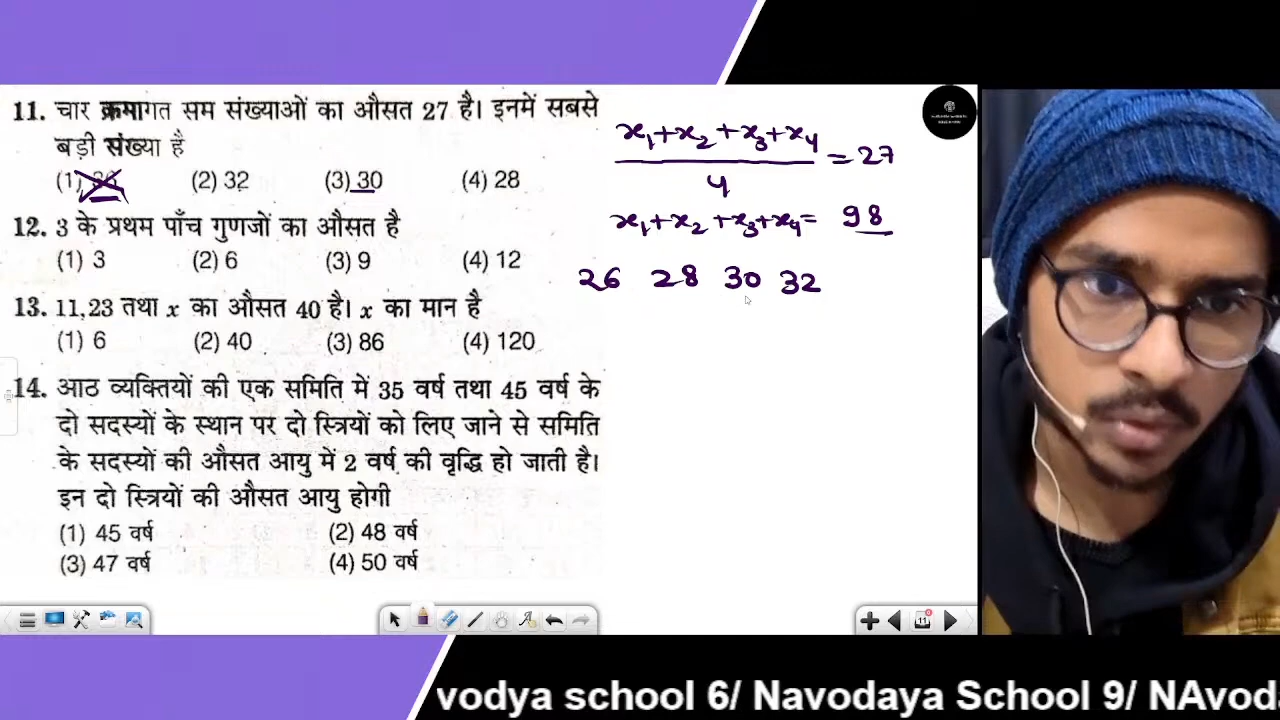 11. चार क्रमागत सम संख्याओं का औसत 27 है। इनमें सबसे
बड़ी संख्या है
(1) 26 (2) 32 (3) 30 (4) 28
12. 3 के प्रथम पाँच गुणजों का औसत है
(1) 3 (2) 6 (3) 9 (4) 12
13. 11, 23 तथा x का औसत 40 है। x का मान है
(1) 6 (2) 40 (3) 86 (4) 120
14. आठ व्यक्तियों की एक समिति में 35 वर्ष तथा 45 वर्ष के
दो सदस्यों के स्थान पर दो स्त्रियों को लिए जाने से समिति
के सदस्यों की औसत आयु में 2 वर्ष की वृद्धि हो जाती है।
इन दो स्त्रियों की औसत आयु होगी
(1) 45 वर्ष (2) 48 वर्ष
(3) 47 वर्ष (4) 50 वर्ष
x₁+x₂+x₃+x₄
= 27
4
x₁+x₂+x₃+x₄= 98
26 28 30 32
vodya school 6/ Navodaya School 9/ NAvod